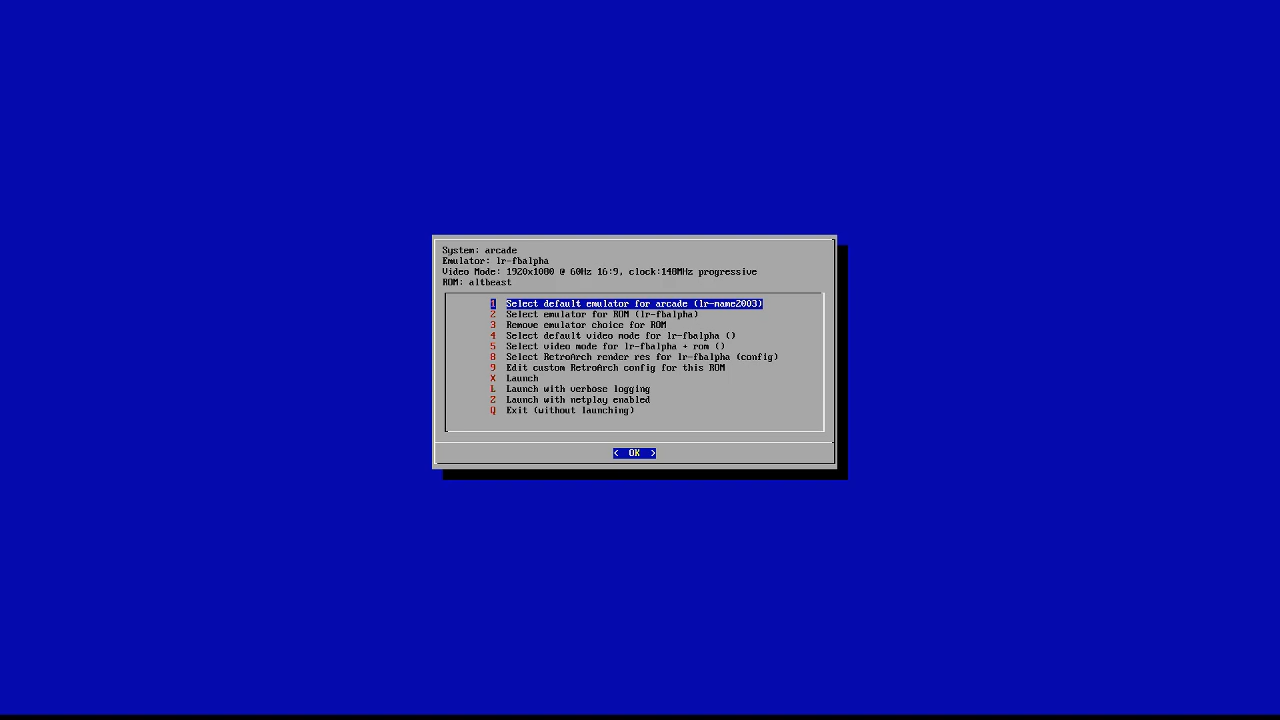 System: arcade
Emulator: lr-fbalpha
Video Mode: 1920x1080 @ 60Hz 16:9, clock:148MHz progressive
ROM: altbeast
1 Select default emulator for arcade (lr-mame2003)
2 Select emulator for ROM (lr-fbalpha)
3 Remove emulator choice for ROM
4 Select default video mode for lr-fbalpha ()
5 Select video mode for lr-fbalpha + rom ()
8 Select RetroArch render res for lr-fbalpha (config)
9 Edit custom RetroArch config for this ROM
X Launch
L Launch with verbose logging
Z Launch with netplay enabled
Q Exit (without launching)
< OK >